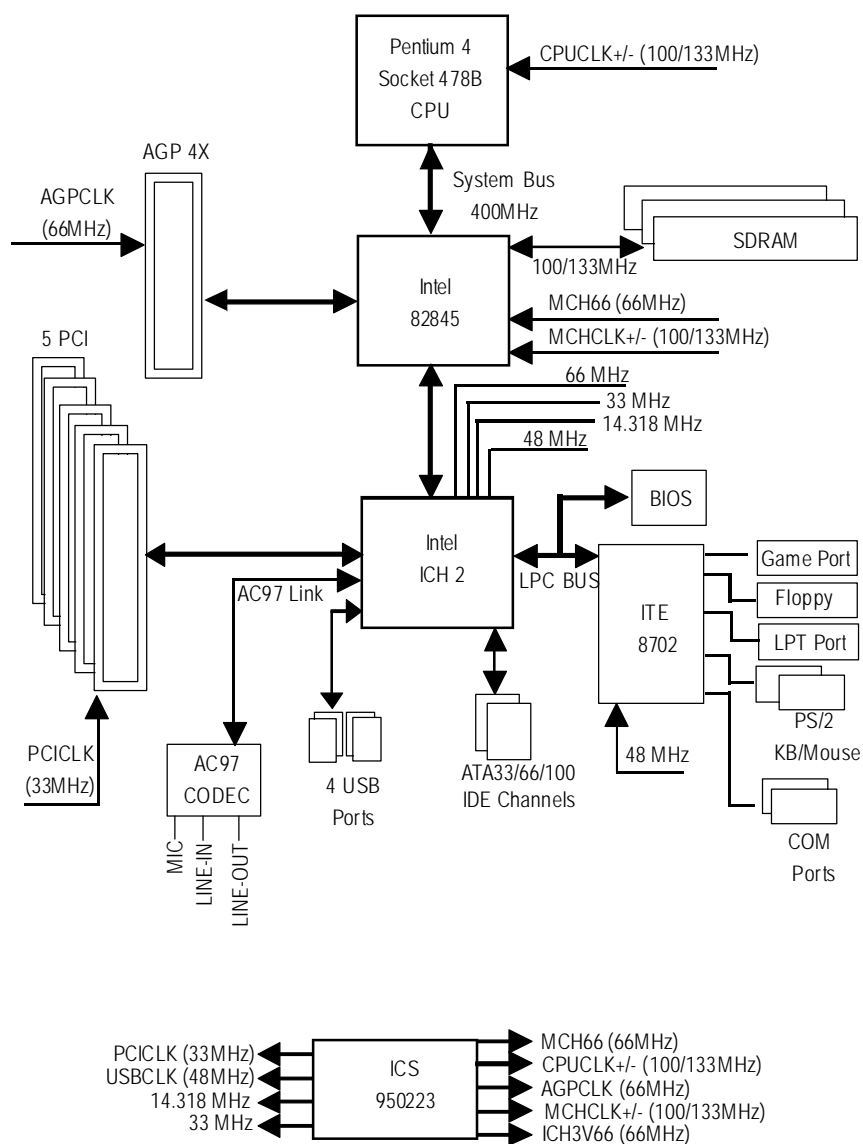 Pentium 4
Socket 478B
CPU
CPUCLK+/- (100/133MHz)
AGP 4X
AGPCLK
(66MHz)
System Bus
400MHz
SDRAM
100/133MHz
Intel
82845
MCH66 (66MHz)
MCHCLK+/- (100/133MHz)
5 PCI
66 MHz
33 MHz
14.318 MHz
48 MHz
BIOS
Intel
ICH 2
LPC BUS
AC97 Link
ITE
8702
Game Port
Floppy
LPT Port
PS/2
KB/Mouse
48 MHz
COM
Ports
PCICLK
(33MHz)
AC97
CODEC
MIC
LINE-IN
LINE-OUT
4 USB
Ports
ATA33/66/100
IDE Channels
ICS
950223
PCICLK (33MHz)
USBCLK (48MHz)
14.318 MHz
33 MHz
MCH66 (66MHz)
CPUCLK+/- (100/133MHz)
AGPCLK (66MHz)
MCHCLK+/- (100/133MHz)
ICH3V66 (66MHz)